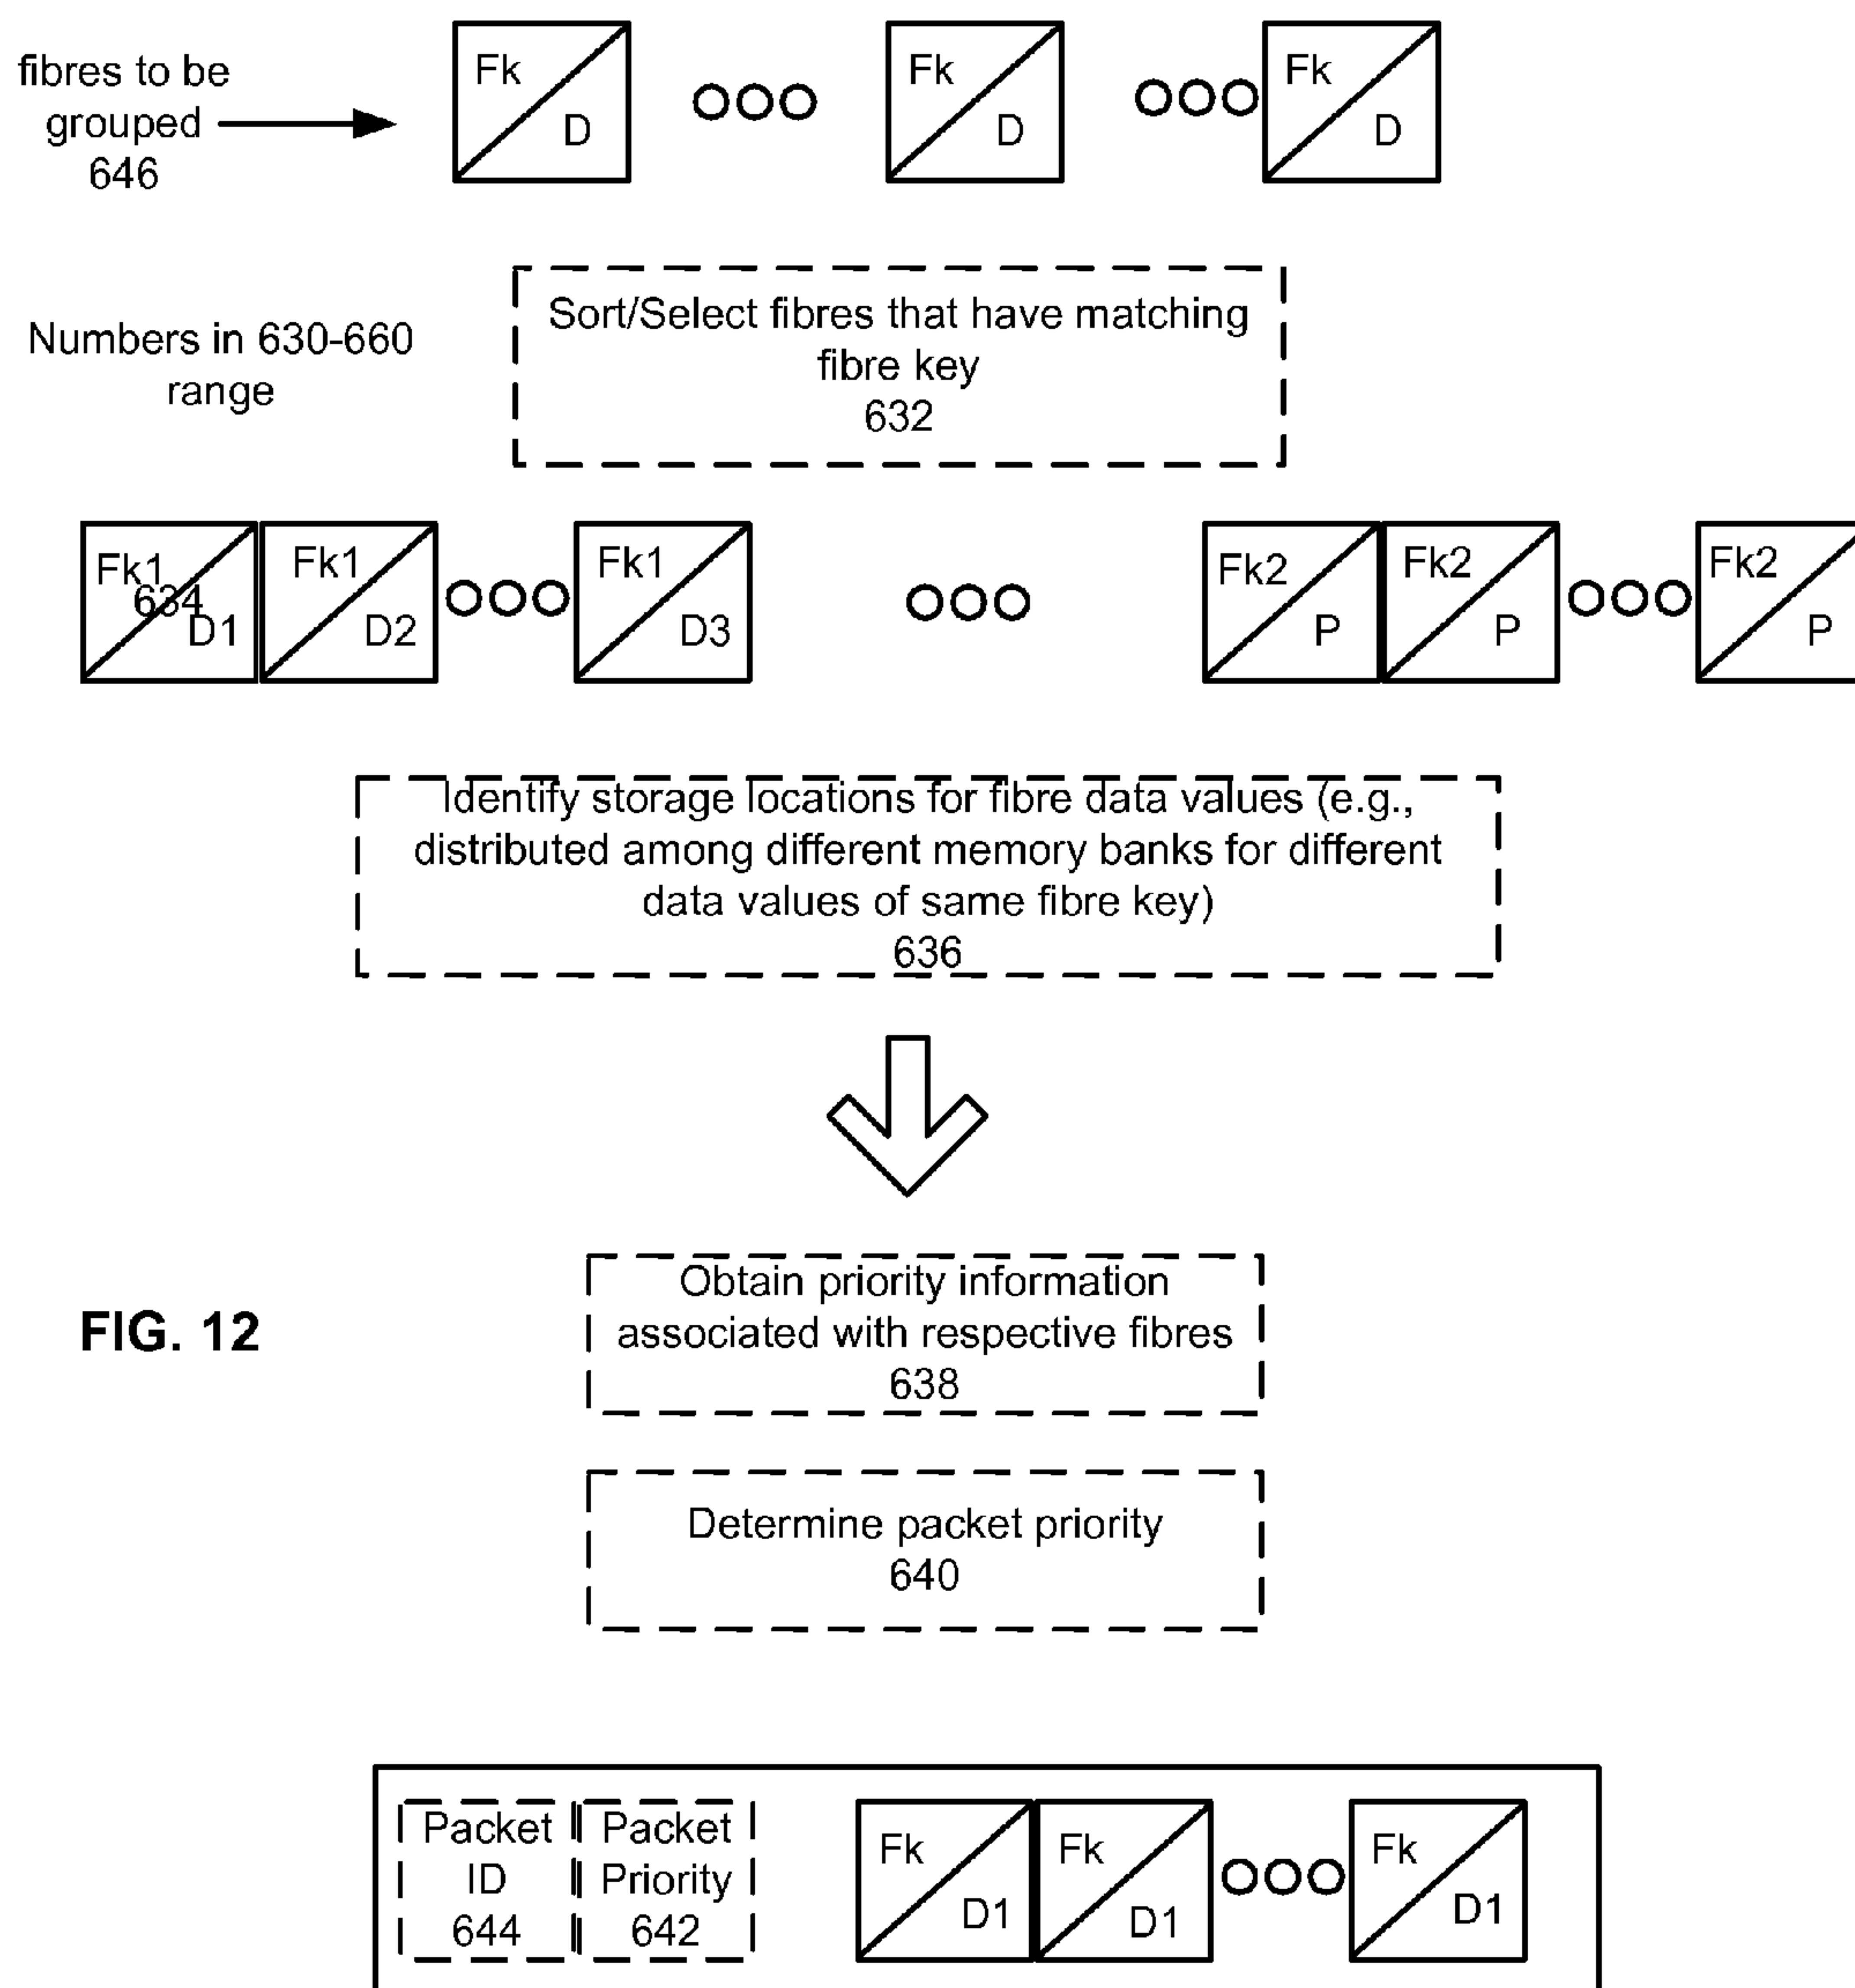 fibres to be
grouped
646
Fk
D
Fk
D
Fk
D
Numbers in 630-660
range
Sort/Select fibres that have matching
fibre key
632
Fk1
634
D1
Fk1
D2
Fk1
D3
Fk2
P
Fk2
P
Fk2
P
Identify storage locations for fibre data values (e.g.,
distributed among different memory banks for different
data values of same fibre key)
636
FIG. 12
Obtain priority information
associated with respective fibres
638
Determine packet priority
640
Packet
ID
644
Packet
Priority
642
Fk
D1
Fk
D1
Fk
D1